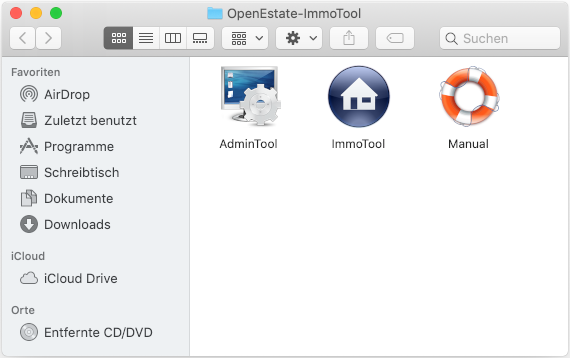 OpenEstate-ImmoTool
Suchen
Favoriten
AirDrop
Zuletzt benutzt
Programme
Schreibtisch
Dokumente
Downloads
iCloud
iCloud Drive
Orte
Entfernte CD/DVD
AdminTool
ImmoTool
Manual